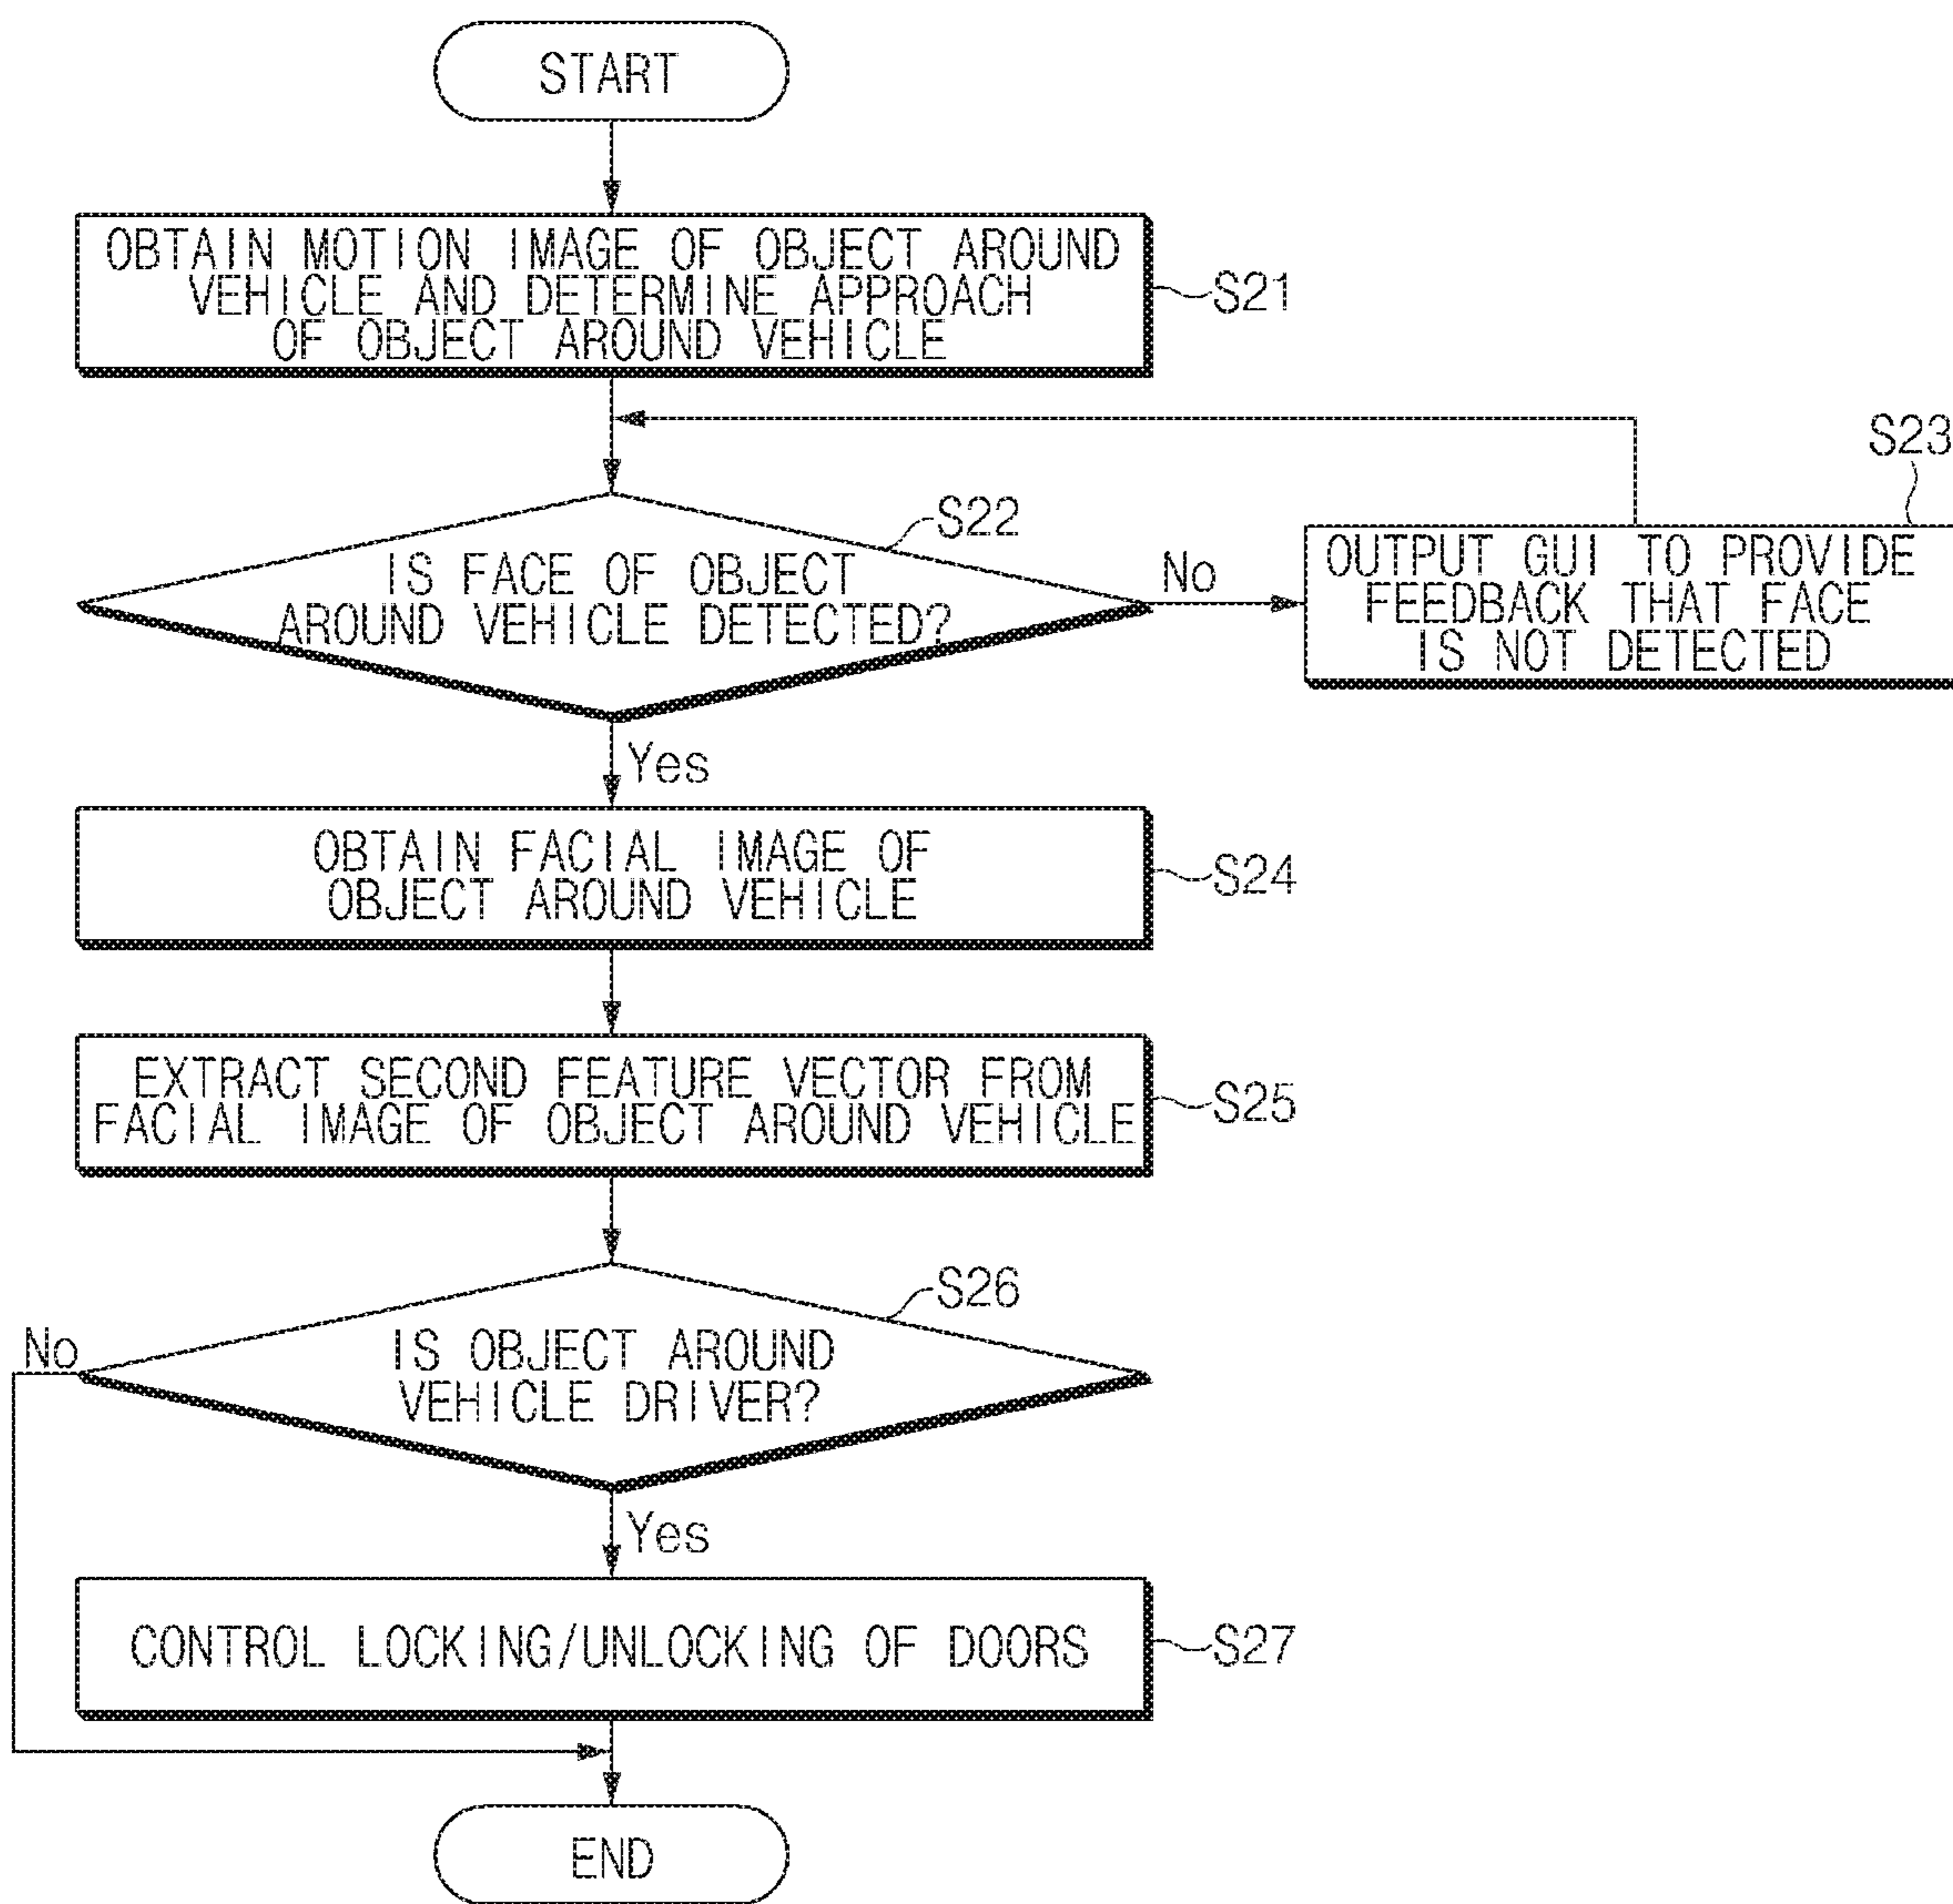 START
OBTAIN MOTION IMAGE OF OBJECT AROUND
VEHICLE AND DETERMINE APPROACH
OF OBJECT AROUND VEHICLE
S21
S22
IS FACE OF OBJECT
AROUND VEHICLE DETECTED?
No
S23
OUTPUT GUI TO PROVIDE
FEEDBACK THAT FACE
IS NOT DETECTED
Yes
OBTAIN FACIAL IMAGE OF
OBJECT AROUND VEHICLE
S24
EXTRACT SECOND FEATURE VECTOR FROM
FACIAL IMAGE OF OBJECT AROUND VEHICLE
S25
S26
No
IS OBJECT AROUND
VEHICLE DRIVER?
Yes
CONTROL LOCKING/UNLOCKING OF DOORS
S27
END